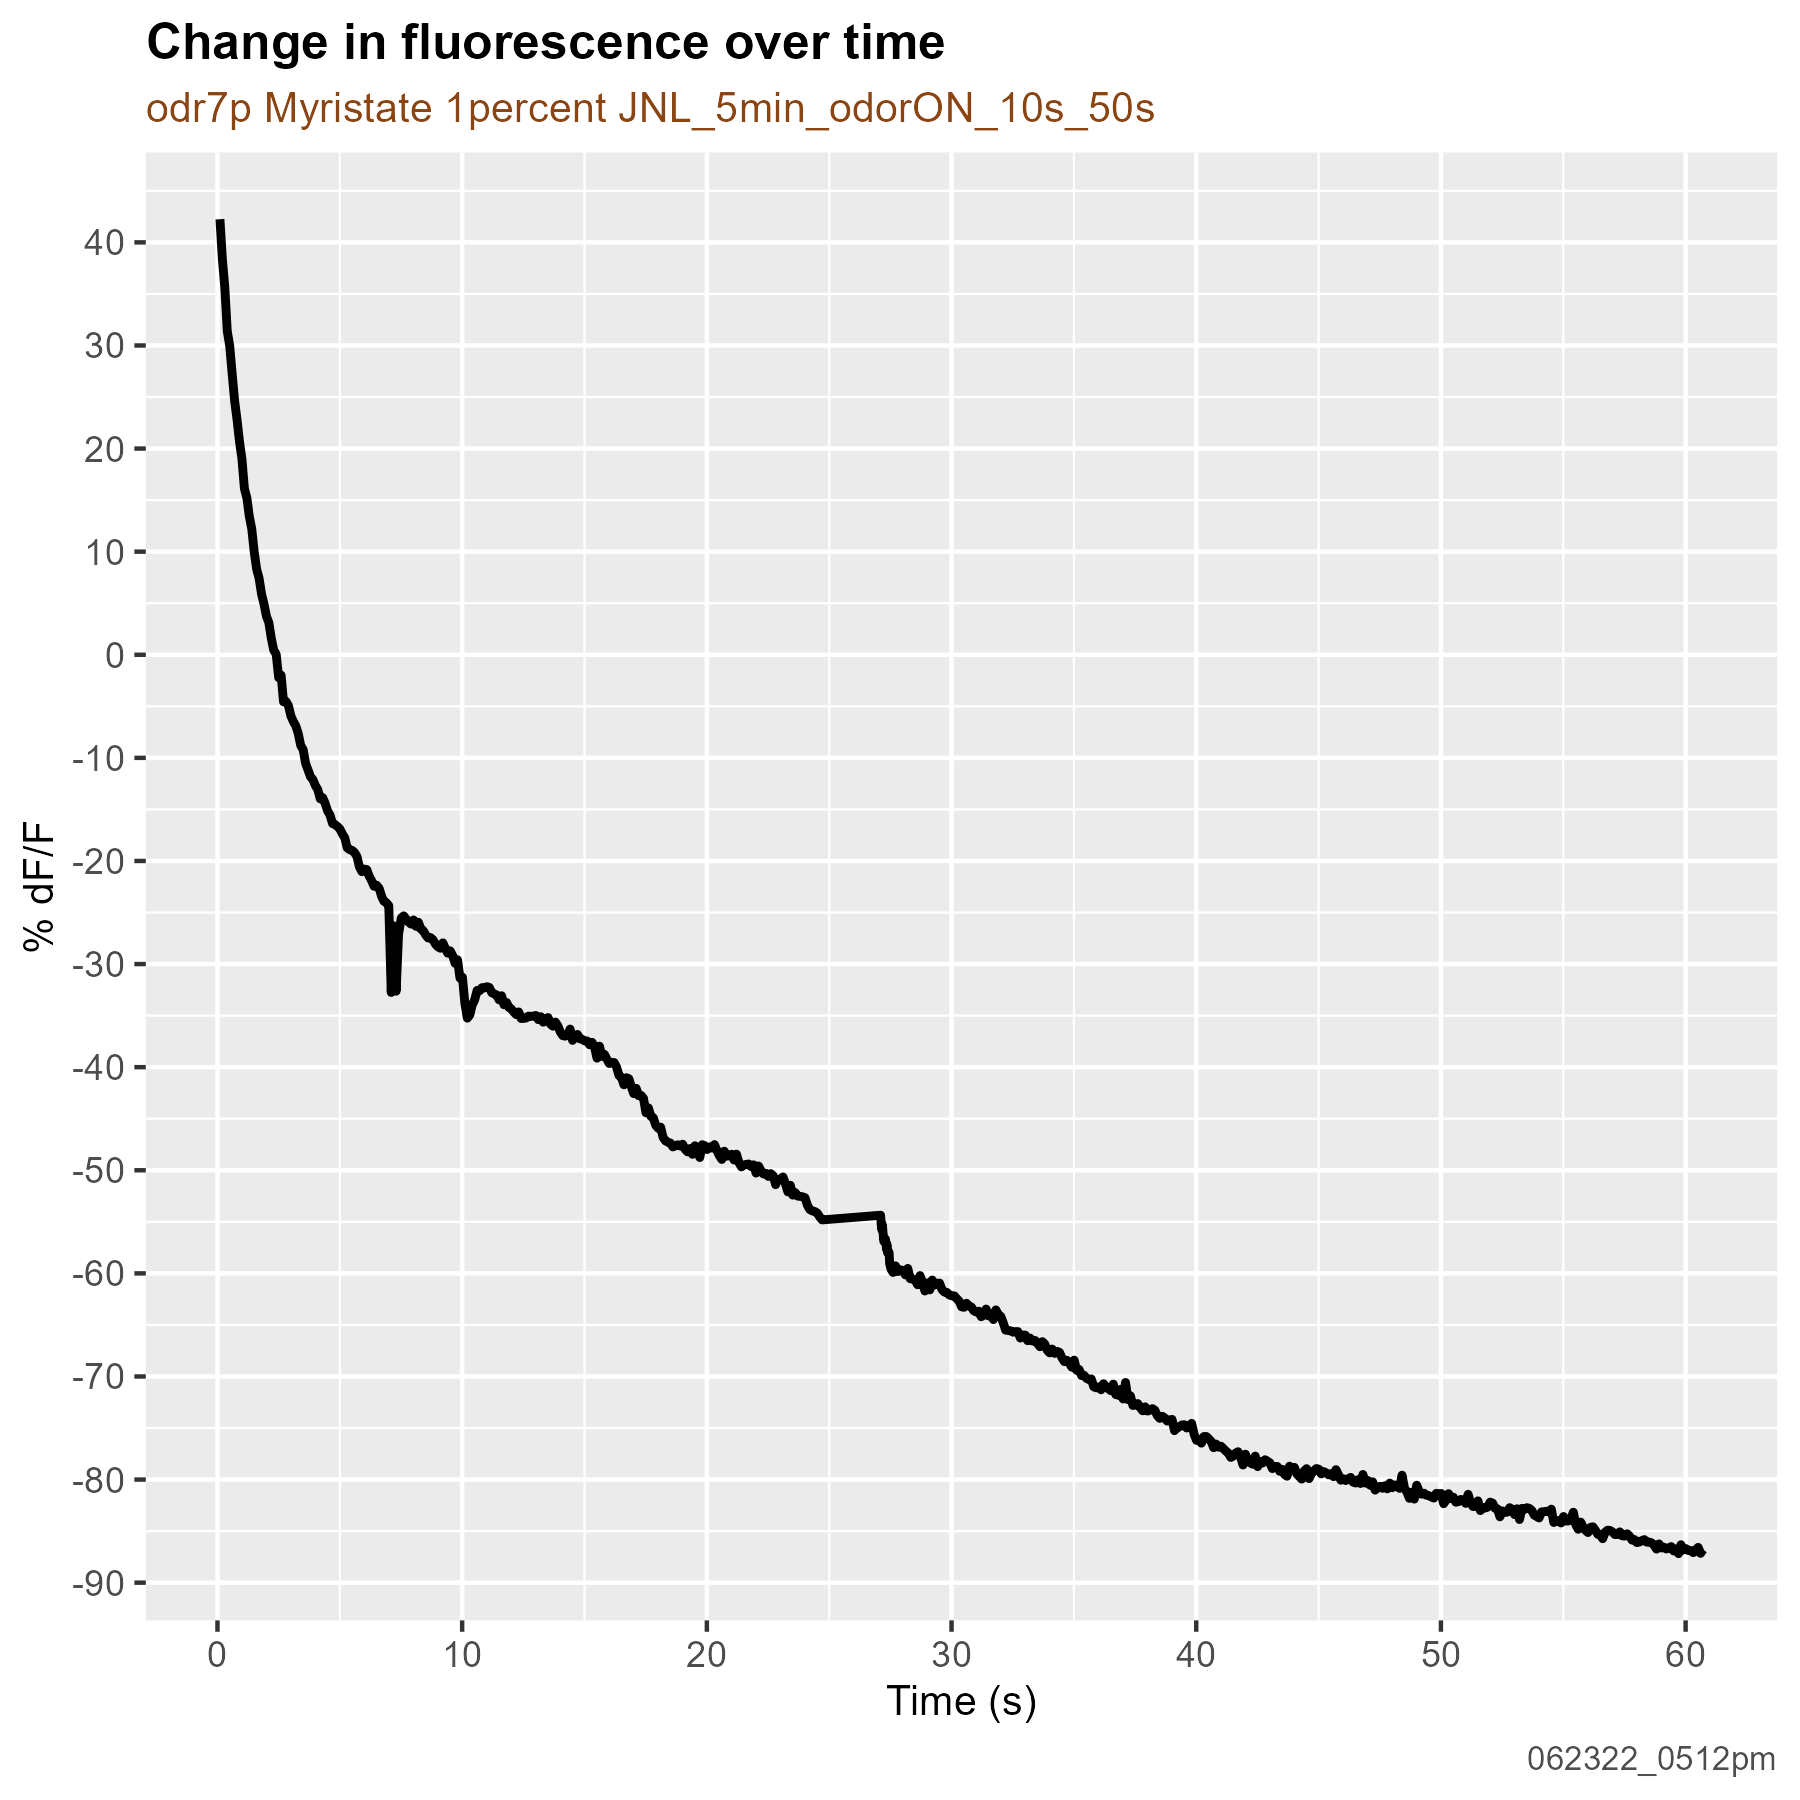 Change in fluorescence over time
odr7p Myristate 1percent JNL_5min_odorON_10s_50s
% dF/F
40
30
20
10
0
-10
-20
-30
-40
-50
-60
-70
-80
-90
0 10 20 30 40 50 60
Time (s)
062322_0512pm